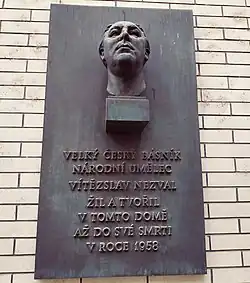 VELKÝ ČESKÝ BÁSNÍK
NÁRODNÍ UMĚLEC
VÍTĚZSLAV NEZVAL
ŽIL A TVOŘIL
V TOMTO DOMĚ
AŽ DO SVÉ SMRTI
V ROCE 1958